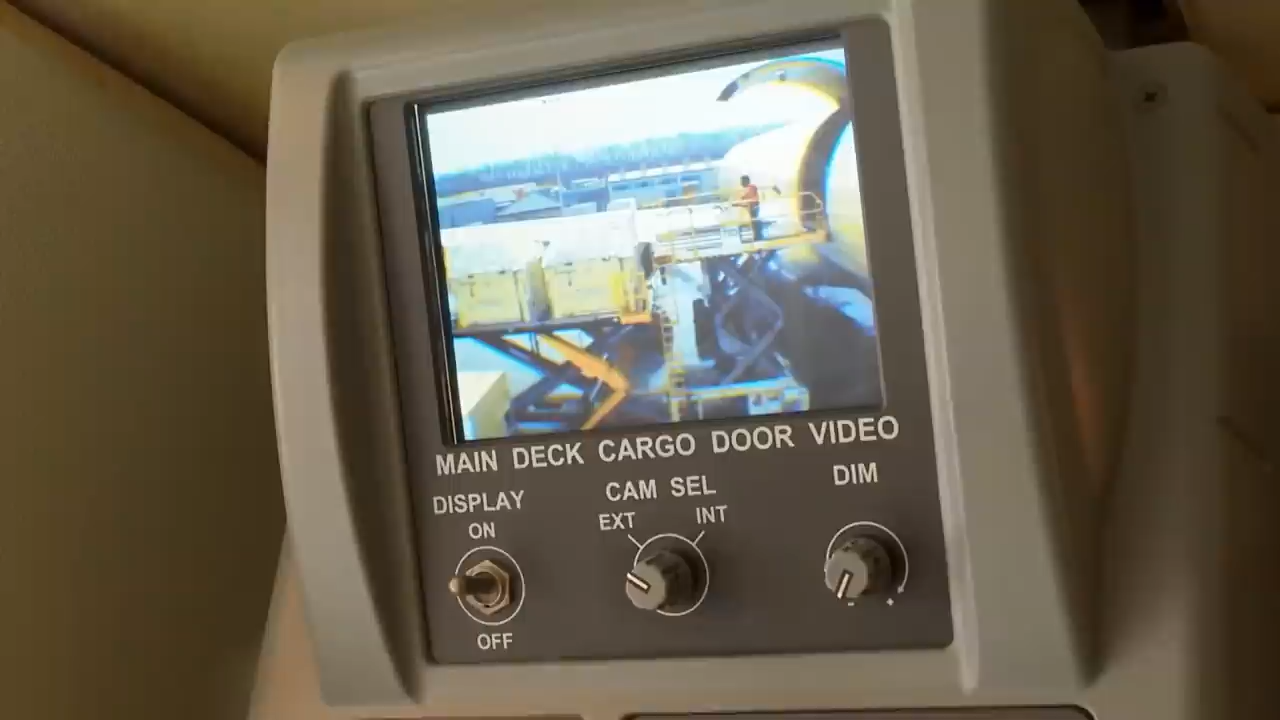 MAIN DECK CARGO DOOR VIDEO
DISPLAY
ON
OFF
CAM SEL
EXT INT
DIM
- +